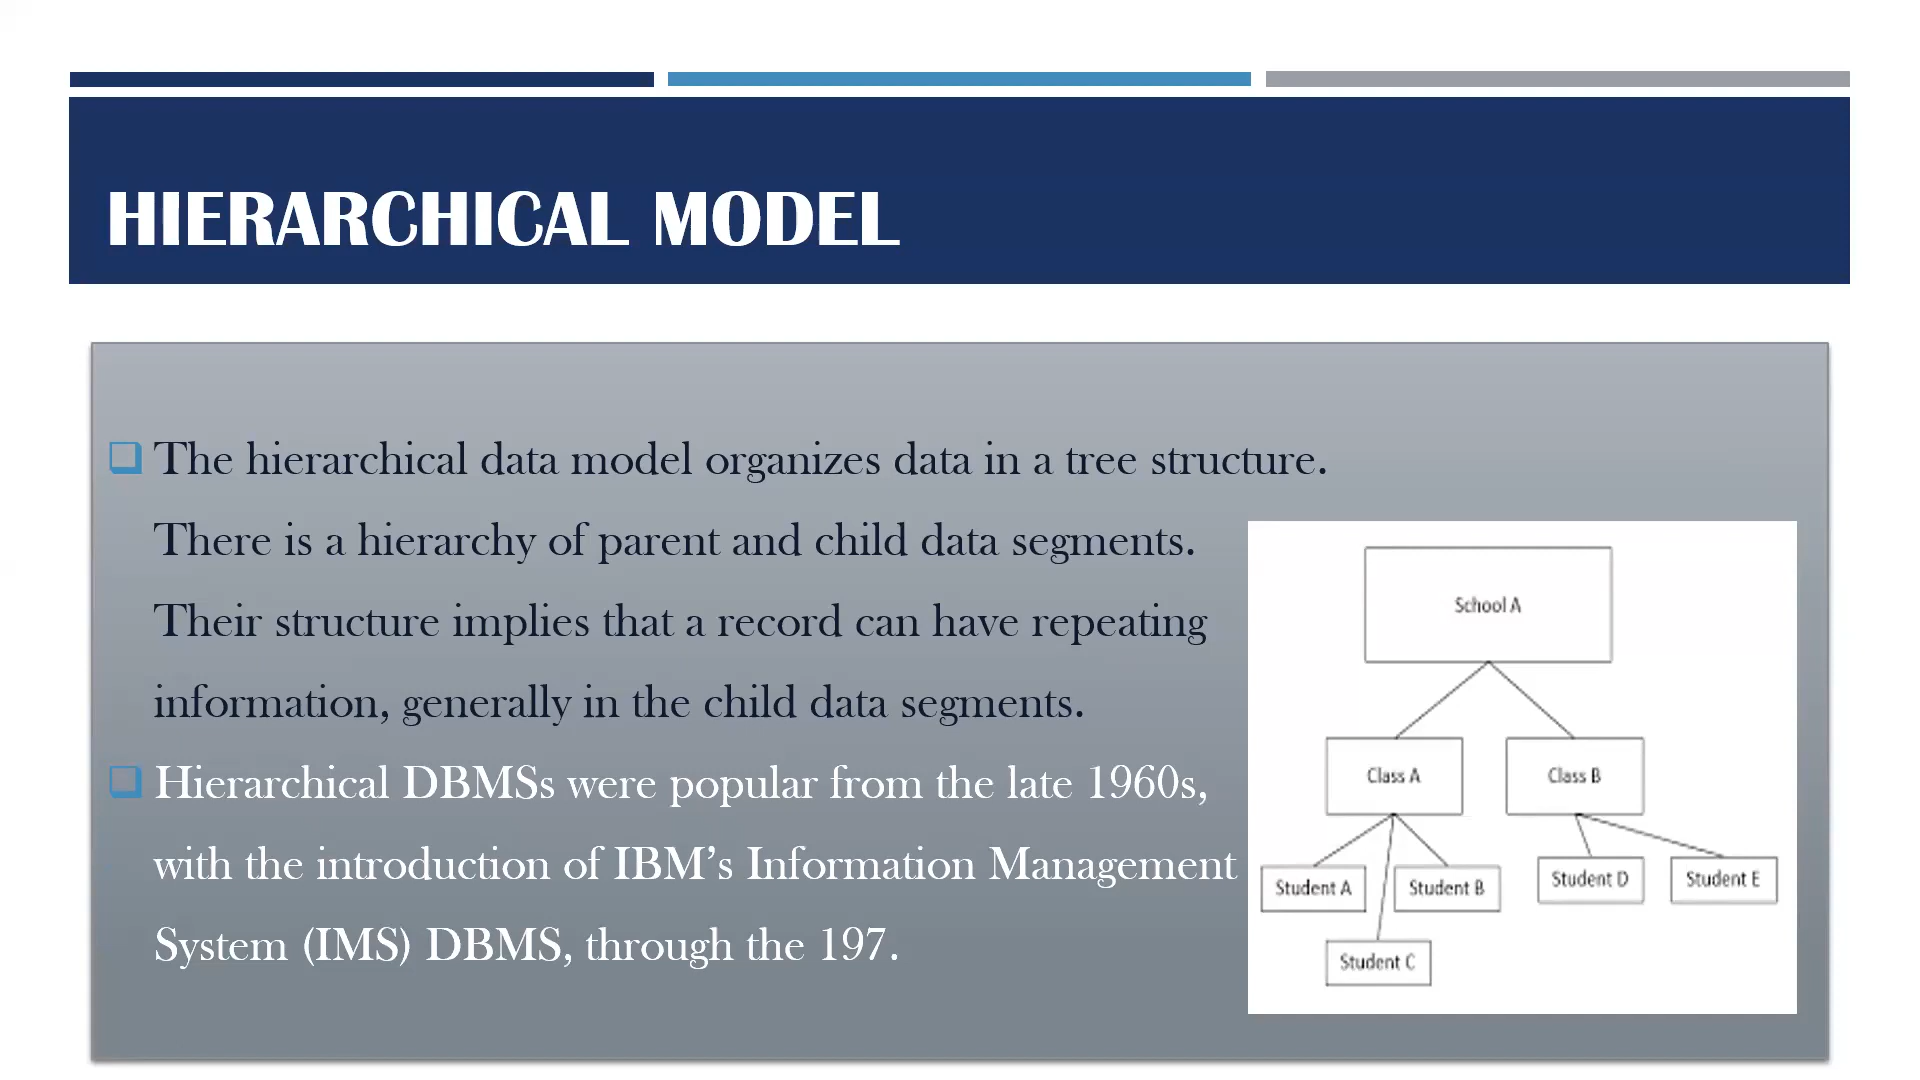 HIERARCHICAL MODEL
The hierarchical data model organizes data in a tree structure.
There is a hierarchy of parent and child data segments.
Their structure implies that a record can have repeating
information, generally in the child data segments.
Hierarchical DBMSs were popular from the late 1960s,
with the introduction of IBM’s Information Management
System (IMS) DBMS, through the 197.
School A
Class A
Class B
Student A
Student B
Student D
Student E
Student C